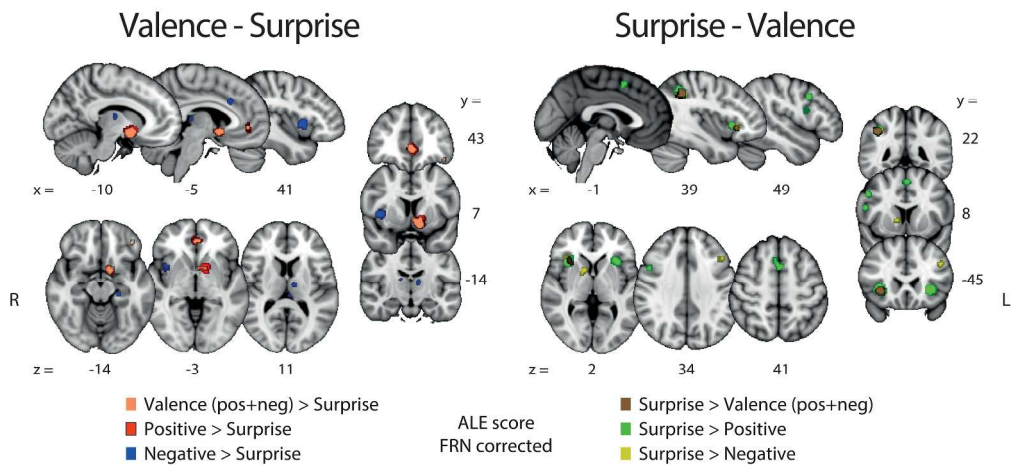 Valence - Surprise
Surprise - Valence
y =
43
7
-14
x =
-10
-5
41
y =
22
8
-45
x =
-1
39
49
R
L
z =
-14
-3
11
z =
2
34
41
Valence (pos+neg) > Surprise
Positive > Surprise
Negative > Surprise
ALE score
FRN corrected
Surprise > Valence (pos+neg)
Surprise > Positive
Surprise > Negative